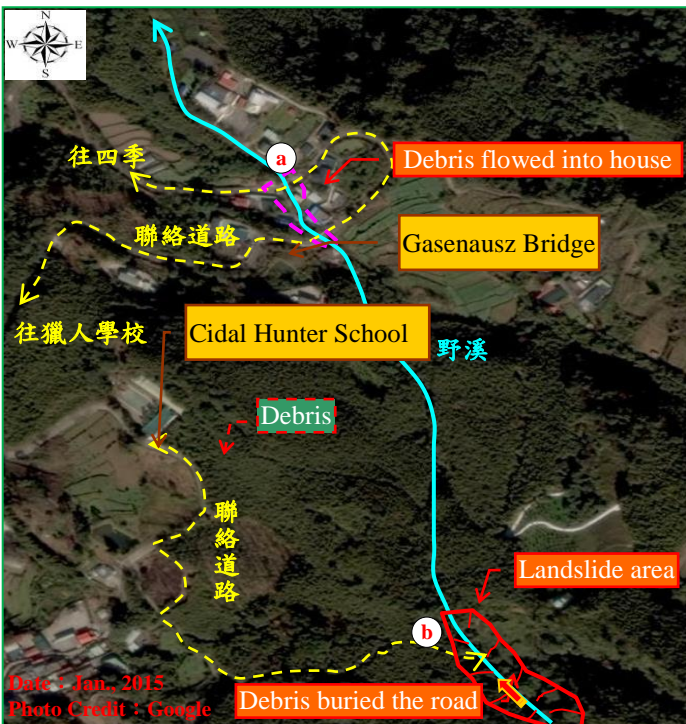 N
W E
S
往四季
a
Debris flowed into house
聯絡道路
Gasenausz Bridge
往獵人學校
Cidal Hunter School
野溪
Debris
聯絡道路
Landslide area
b
Debris buried the road
Date：Jan., 2015
Photo Credit：Google